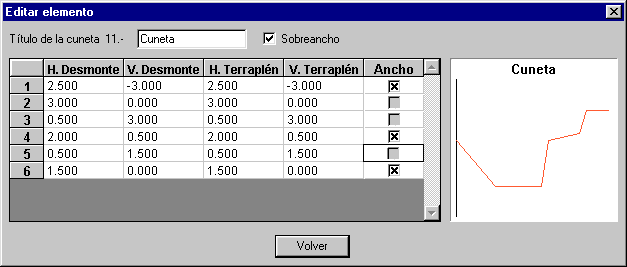 Editar elemento
Título de la cuneta 11.- Cuneta Sobreancho
H. Desmonte V. Desmonte H. Terraplén V. Terraplén Ancho
1 2.500 -3.000 2.500 -3.000
2 3.000 0.000 3.000 0.000
3 0.500 3.000 0.500 3.000
4 2.000 0.500 2.000 0.500
5 0.500 1.500 0.500 1.500
6 1.500 0.000 1.500 0.000
Cuneta
Volver